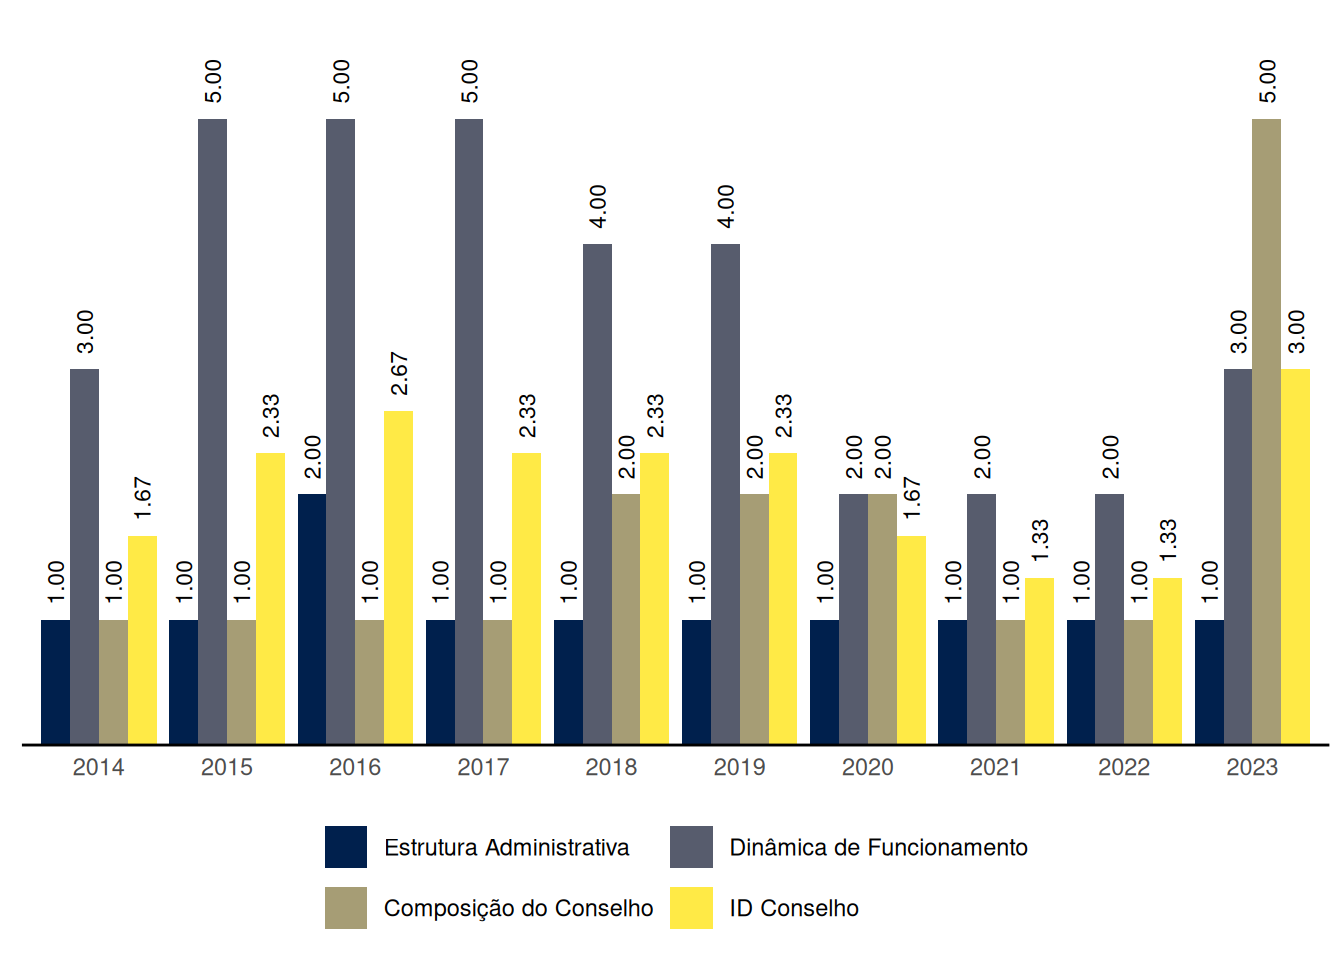 1.00 3.00 1.00 1.67
1.00 5.00 1.00 2.33
2.00 5.00 1.00 2.67
1.00 5.00 1.00 2.33
1.00 4.00 2.00 2.33
1.00 4.00 2.00 2.33
1.00 2.00 2.00 1.67
1.00 2.00 1.00 1.33
1.00 2.00 1.00 1.33
1.00 3.00 5.00 3.00
2014 2015 2016 2017 2018 2019 2020 2021 2022 2023
Estrutura Administrativa Dinâmica de Funcionamento
Composição do Conselho ID Conselho